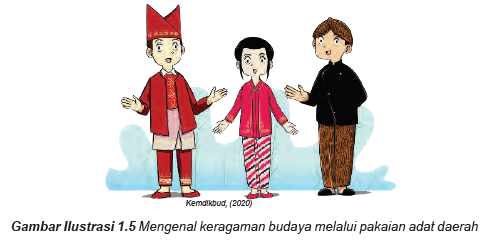 Kemdikbud, (2020)
Gambar Ilustrasi 1.5 Mengenal keragaman budaya melalui pakaian adat daerah